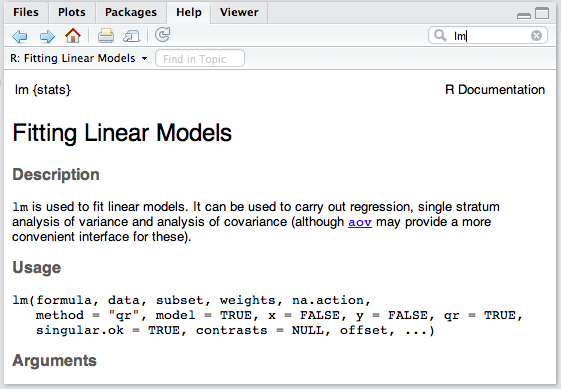 Files Plots Packages Help Viewer
lm
R: Fitting Linear Models Find in Topic
lm {stats} R Documentation
Fitting Linear Models
Description
lm is used to fit linear models. It can be used to carry out regression, single stratum
analysis of variance and analysis of covariance (although aov may provide a more
convenient interface for these).
Usage
lm(formula, data, subset, weights, na.action,
method = "qr", model = TRUE, x = FALSE, y = FALSE, qr = TRUE,
singular.ok = TRUE, contrasts = NULL, offset, ...)
Arguments